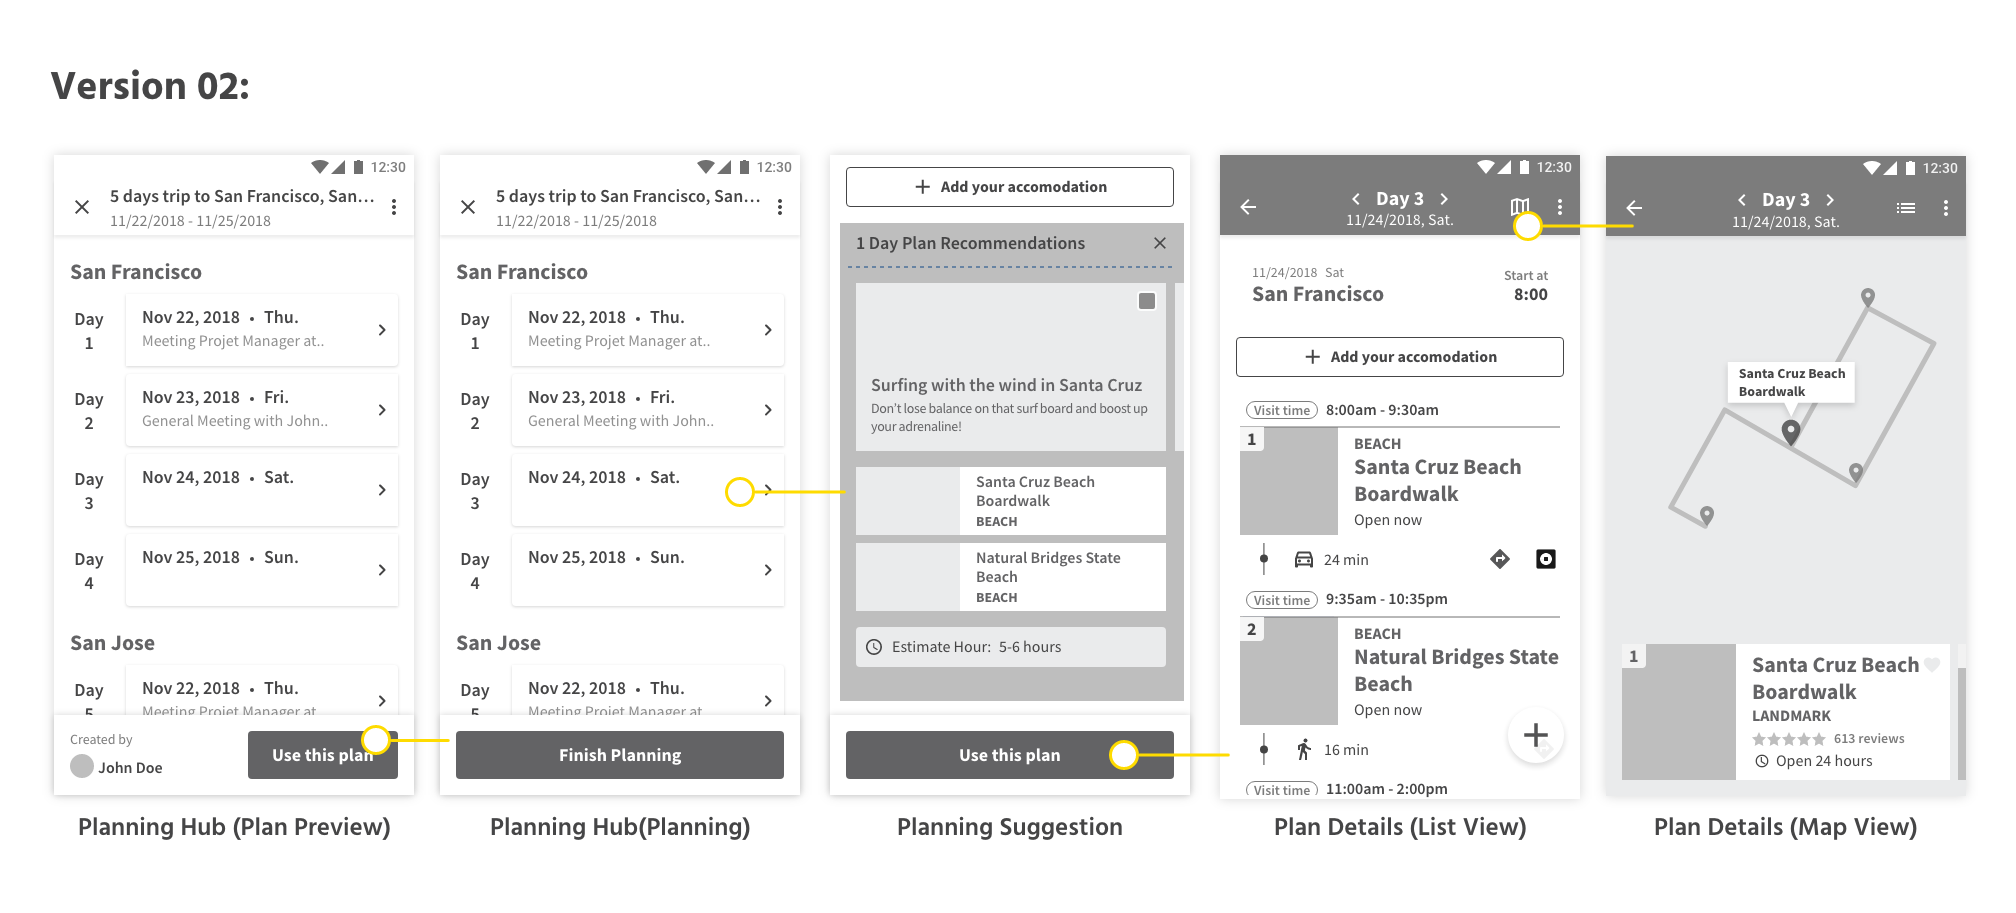 Version 02:
12:30
5 days trip to San Francisco, San...
11/22/2018 - 11/25/2018
San Francisco
Day
1
Nov 22, 2018 • Thu.
Meeting Projet Manager at..
Day
2
Nov 23, 2018 • Fri.
General Meeting with John..
Day
3
Nov 24, 2018 • Sat.
Day
4
Nov 25, 2018 • Sun.
San Jose
Day
5
Nov 22, 2018 • Thu.
Meeting Projet Manager at
Created by
John Doe
Use this plan
Planning Hub (Plan Preview)
12:30
5 days trip to San Francisco, San...
11/22/2018 - 11/25/2018
San Francisco
Day
1
Nov 22, 2018 • Thu.
Meeting Projet Manager at..
Day
2
Nov 23, 2018 • Fri.
General Meeting with John..
Day
3
Nov 24, 2018 • Sat.
Day
4
Nov 25, 2018 • Sun.
San Jose
Day
5
Nov 22, 2018 • Thu.
Meeting Projet Manager at
Finish Planning
Planning Hub(Planning)
+ Add your accomodation
1 Day Plan Recommendations
Surfing with the wind in Santa Cruz
Don't lose balance on that surf board and boost up
your adrenaline!
Santa Cruz Beach
Boardwalk
BEACH
Natural Bridges State
Beach
BEACH
Estimate Hour: 5-6 hours
Use this plan
Planning Suggestion
12:30
Day 3
11/24/2018, Sat.
11/24/2018 Sat
San Francisco
Start at
8:00
+ Add your accomodation
Visit time 8:00am - 9:30am
1
BEACH
Santa Cruz Beach
Boardwalk
Open now
24 min
Visit time 9:35am - 10:35pm
2
BEACH
Natural Bridges State
Beach
Open now
16 min
Visit time 11:00am - 2:00pm
Plan Details (List View)
12:30
Day 3
11/24/2018, Sat.
Santa Cruz Beach
Boardwalk
1
Santa Cruz Beach
Boardwalk
LANDMARK
613 reviews
Open 24 hours
Plan Details (Map View)